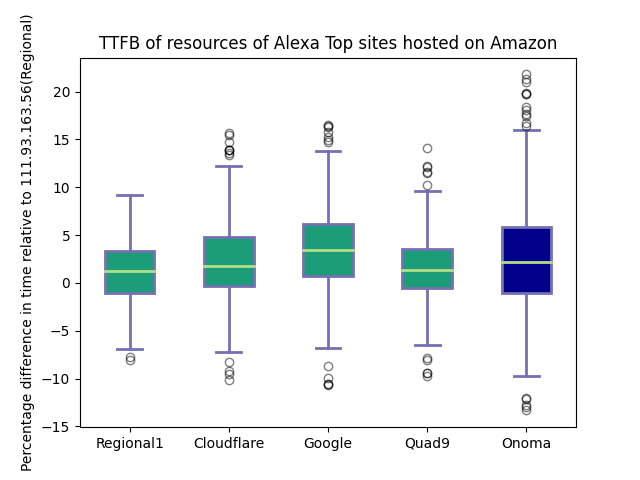 TTFB of resources of Alexa Top sites hosted on Amazon
Percentage difference in time relative to 111.93.163.56(Regional)
20
15
10
5
0
−5
−10
−15
Regional1 Cloudflare Google Quad9 Onoma